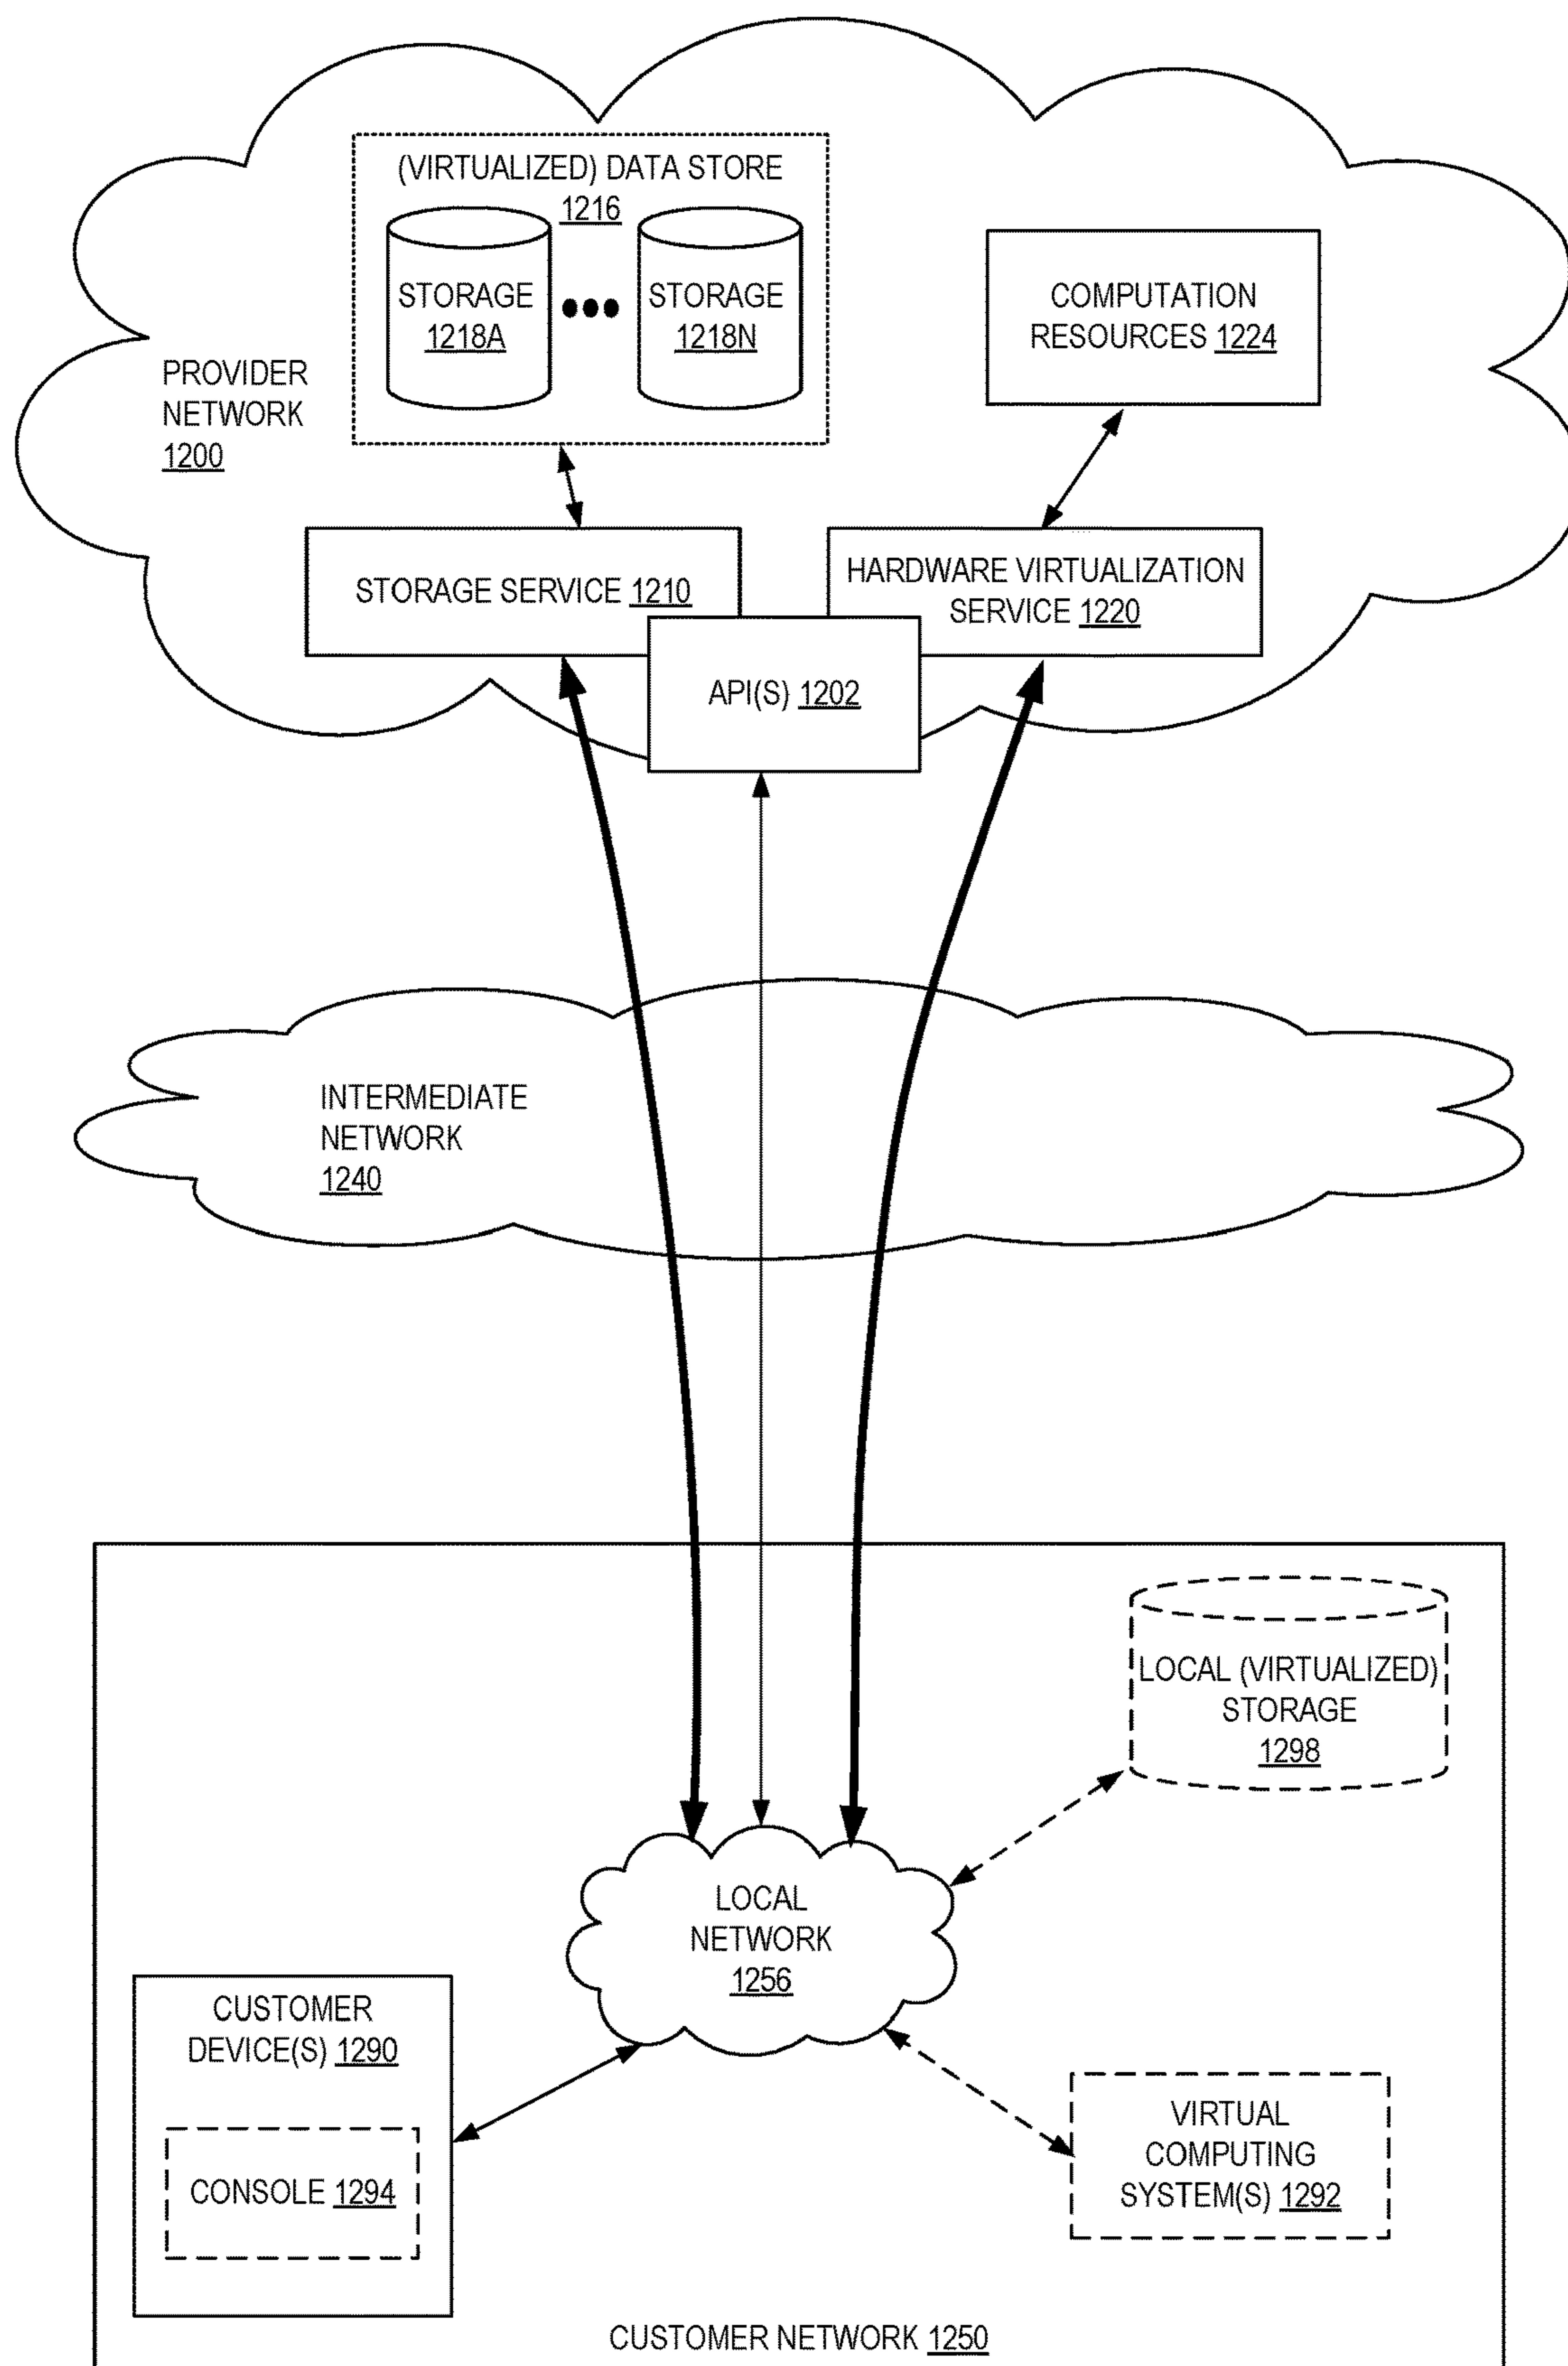 (VIRTUALIZED) DATA STORE
1216
STORAGE
1218A
STORAGE
1218N
COMPUTATION
RESOURCES 1224
PROVIDER
NETWORK
1200
STORAGE SERVICE 1210
HARDWARE VIRTUALIZATION
SERVICE 1220
API(S) 1202
INTERMEDIATE
NETWORK
1240
LOCAL (VIRTUALIZED)
STORAGE
1298
LOCAL
NETWORK
1256
CUSTOMER
DEVICE(S) 1290
CONSOLE 1294
VIRTUAL
COMPUTING
SYSTEM(S) 1292
CUSTOMER NETWORK 1250